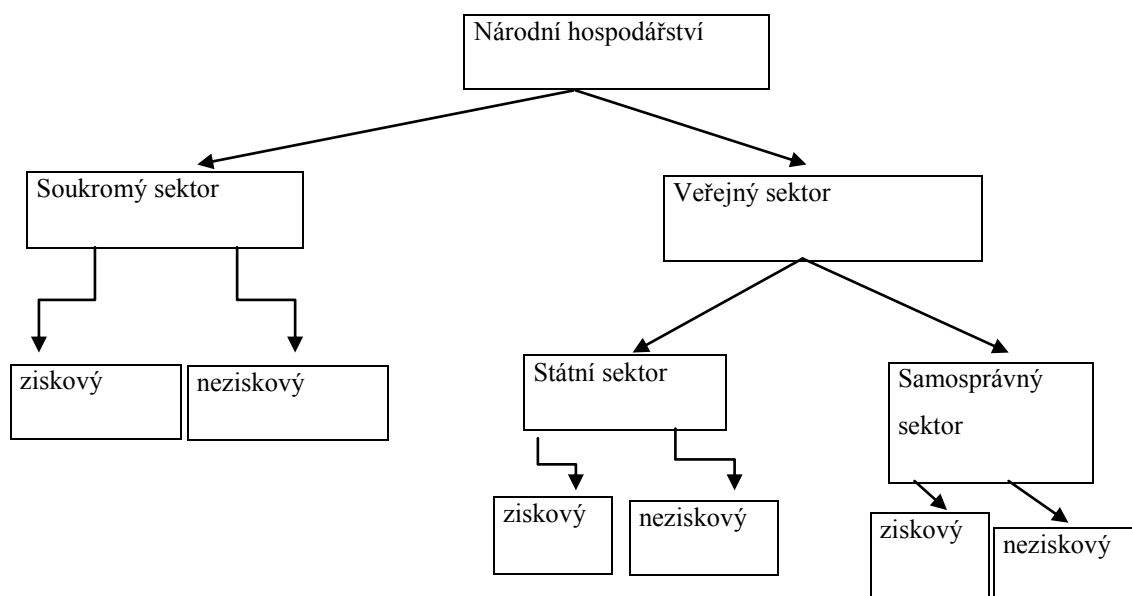 Národní hospodářství
Soukromý sektor
Veřejný sektor
ziskový
neziskový
Státní sektor
Samosprávný
sektor
ziskový
neziskový
ziskový
neziskový